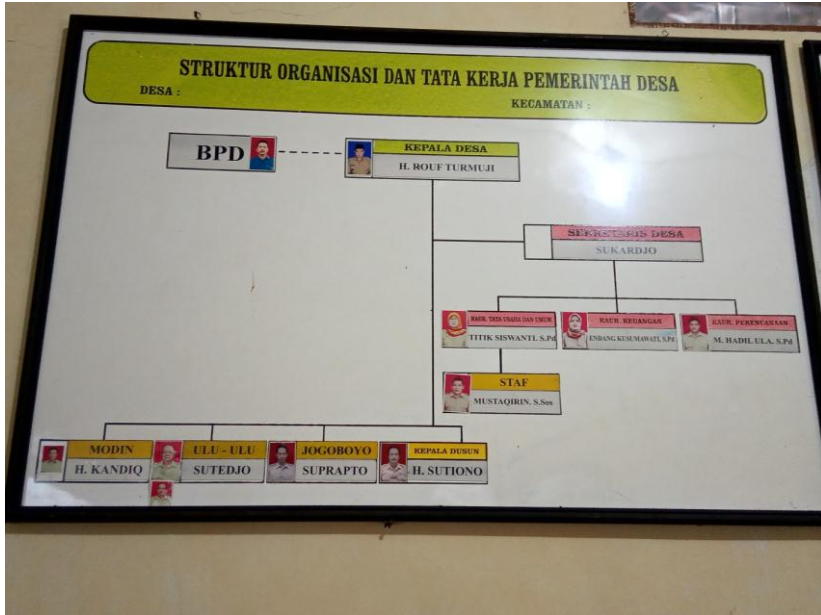 STRUKTUR ORGANISASI DAN TATA KERJA PEMERINTAH DESA
DESA :
KECAMATAN :
BPD
KEPALA DESA
H. ROUF TURMUJI
SEKRETARIS DESA
SUKARDJO
KAUR. TATA USAHA DAN UMUM
TITIK SISWANTI. S.Pd
KAUR. KEUANGAN
ENDANG KUSUMAWATI, S.Pd
KAUR. PERENCANAAN
M. HADIL ULA. S.Pd
STAF
MUSTAQIRIN. S.Sos
MODIN
H. KANDIQ
ULU - ULU
SUTEDJO
JOGOBOYO
SUPRAPTO
KEPALA DUSUN
H. SUTIONO